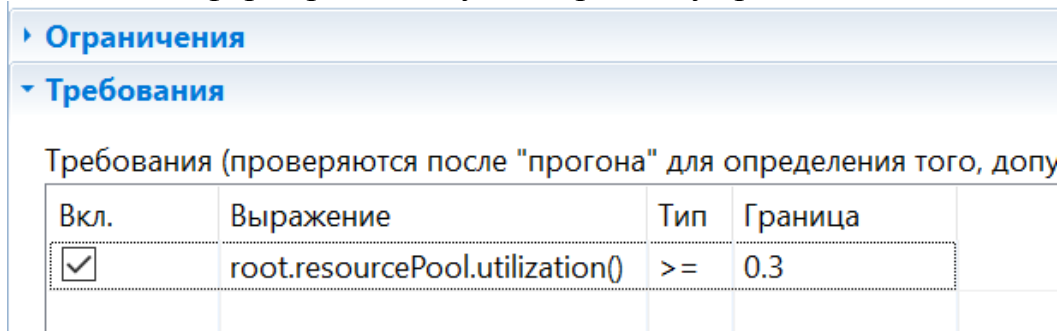 Ограничения
Требования
Требования (проверяются после "прогона" для определения того, допу
Вкл. Выражение Тип Граница
root.resourcePool.utilization() >= 0.3